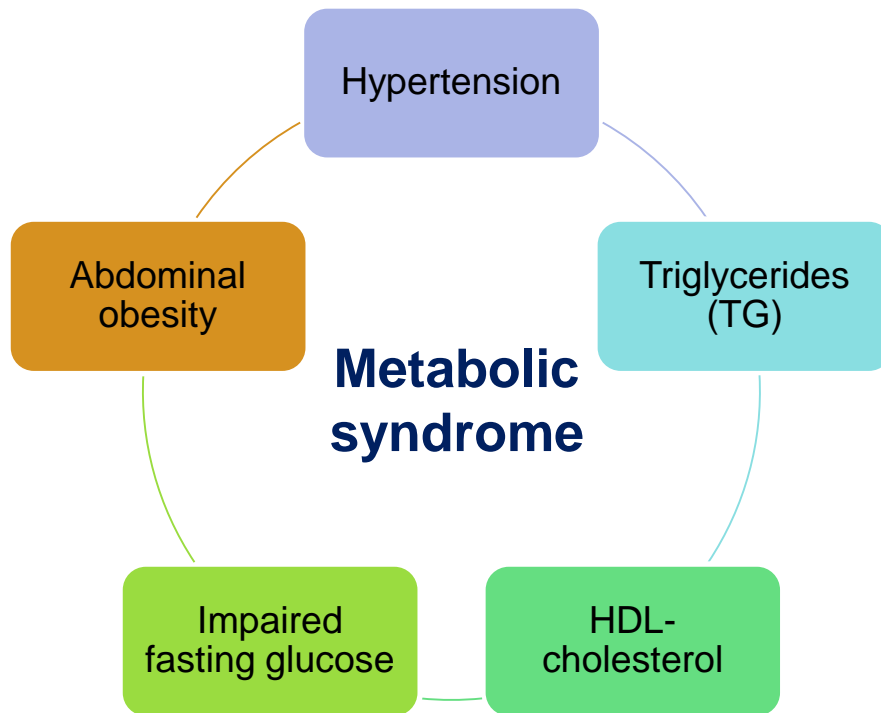 Hypertension
Abdominal
obesity
Triglycerides
(TG)
Metabolic
syndrome
Impaired
fasting glucose
HDL-
cholesterol